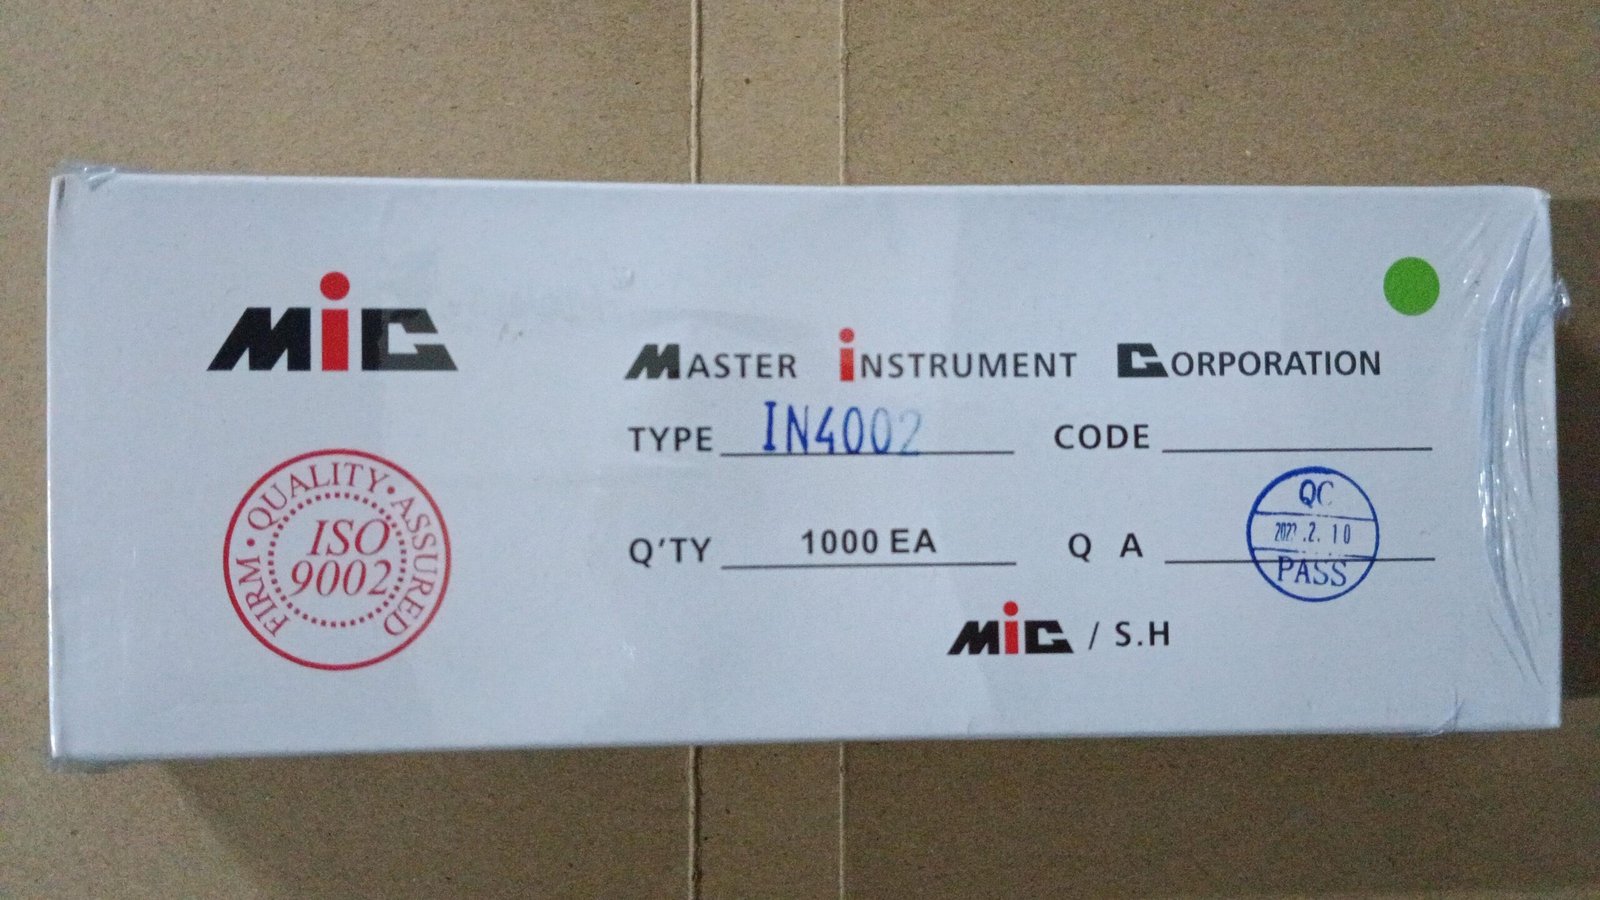 MiC
MASTER iNSTRUMENT CORPORATION
TYPE IN4002
CODE
Q'TY 1000 EA
Q A
QC
.2.10
PASS
FIRM • QUALITY • ASSURED
ISO
9002
MiC / S.H